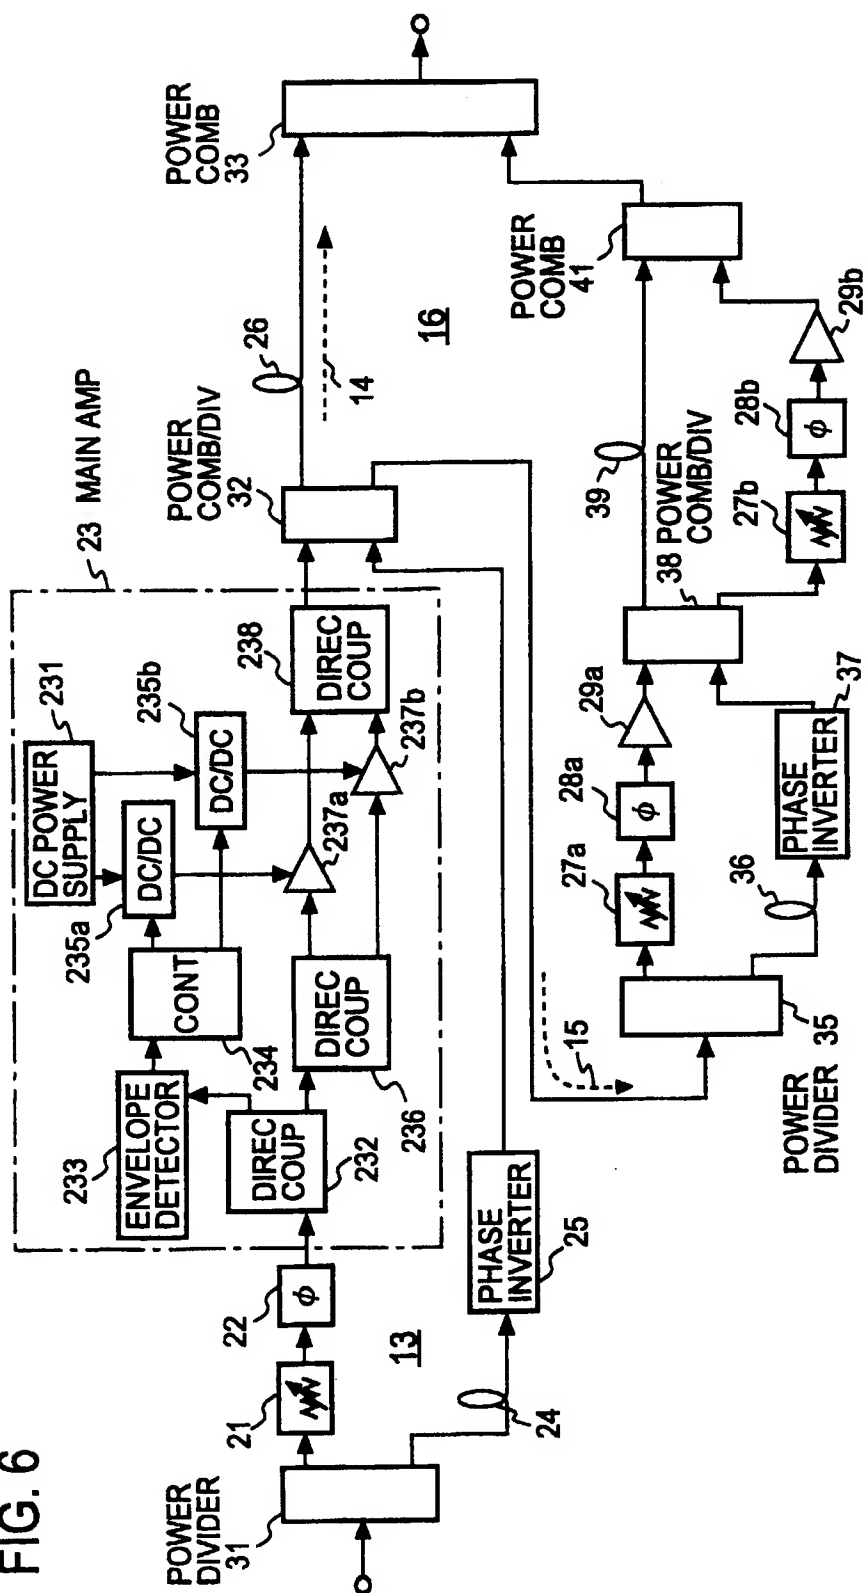 FIG. 6
POWER
DIVIDER
31
21
22
13
24
PHASE
INVERTER
25
23 MAIN AMP
233
ENVELOPE
DETECTOR
DIREC
COUP
232
CONT
234
DIREC
COUP
236
DC POWER
SUPPLY
231
235a
DC/DC
235b
DC/DC
237a
237b
238
DIREC
COUP
POWER
COMB/DIV
32
26
14
16
POWER
COMB
33
15
POWER
DIVIDER
35
27a
28a
29a
36
PHASE
INVERTER
37
38 POWER
COMB/DIV
39
27b
28b
29b
POWER
COMB
41
ϕ
ϕ
ϕ